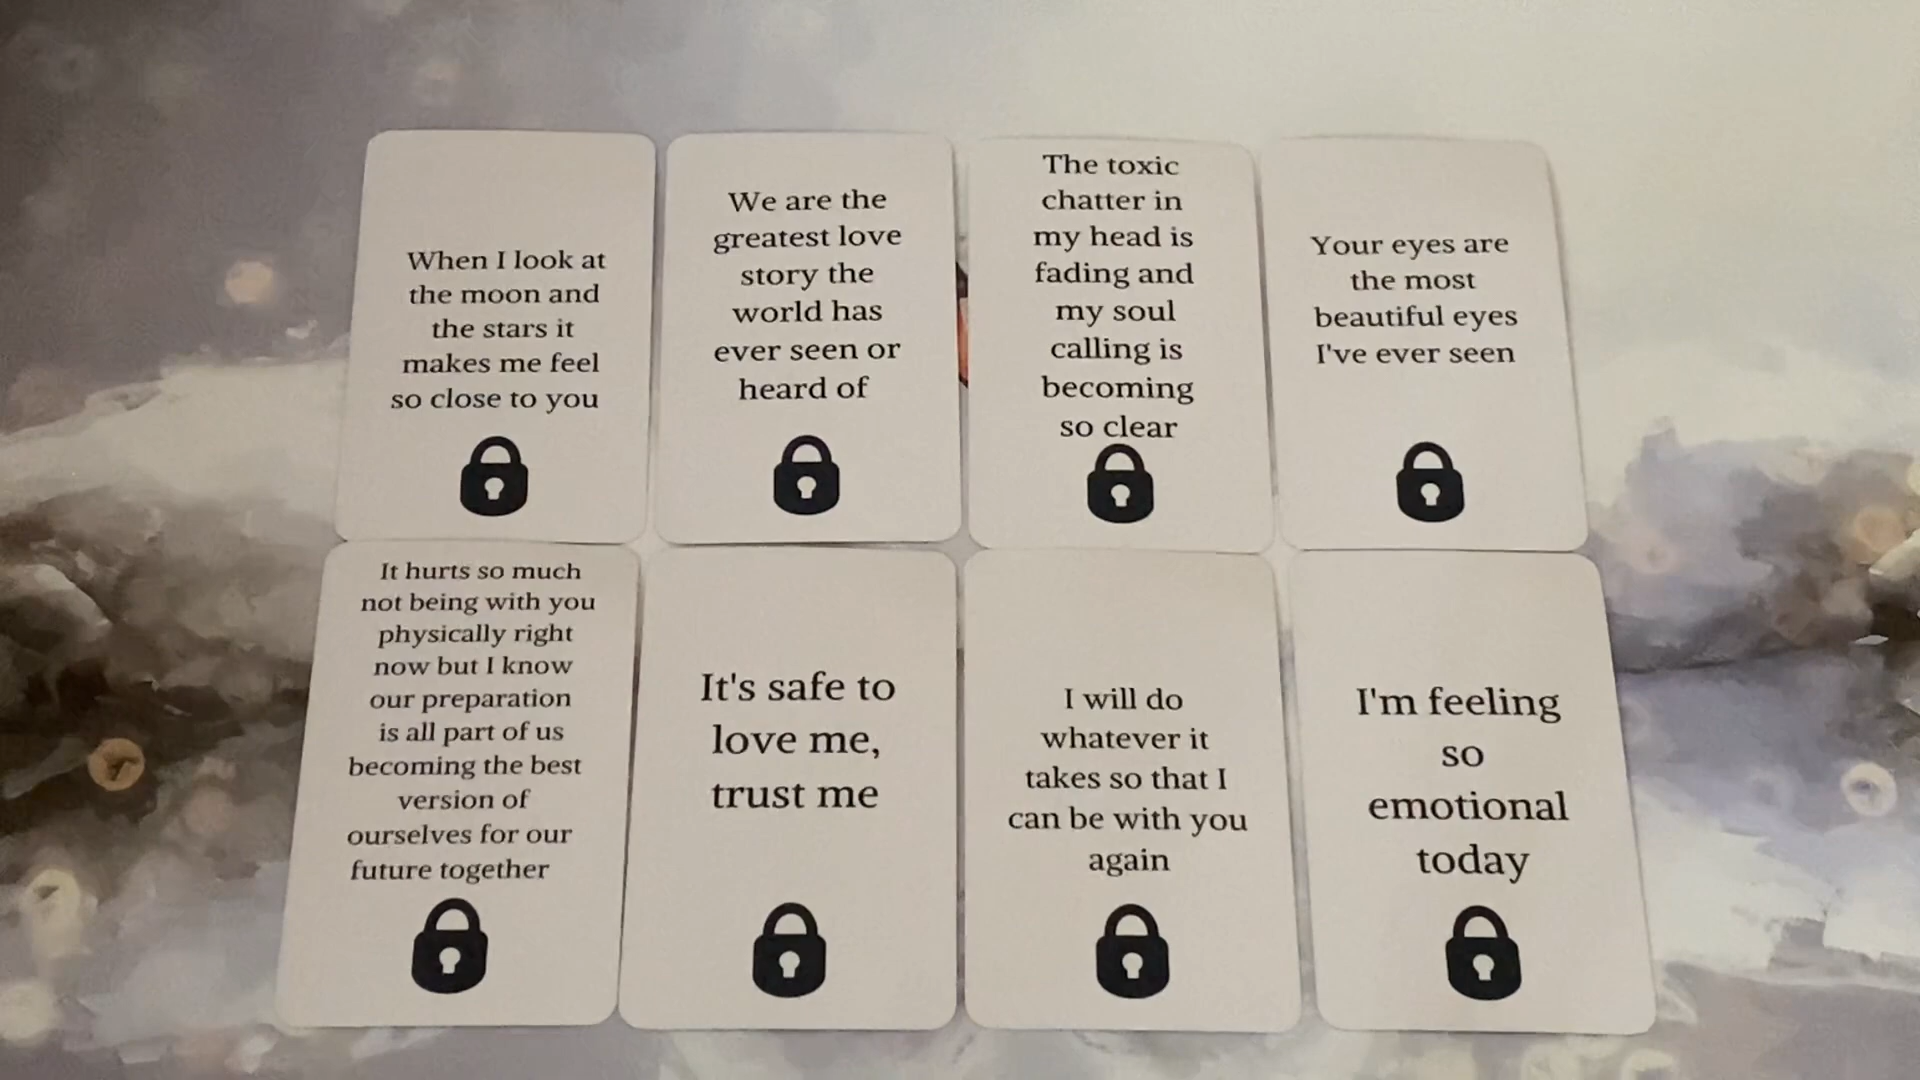 When I look at
the moon and
the stars it
makes me feel
so close to you
We are the
greatest love
story the
world has
ever seen or
heard of
The toxic
chatter in
my head is
fading and
my soul
calling is
becoming
so clear
Your eyes are
the most
beautiful eyes
I've ever seen
It hurts so much
not being with you
physically right
now but I know
our preparation
is all part of us
becoming the best
version of
ourselves for our
future together
It's safe to
love me,
trust me
I will do
whatever it
takes so that I
can be with you
again
I'm feeling
so
emotional
today